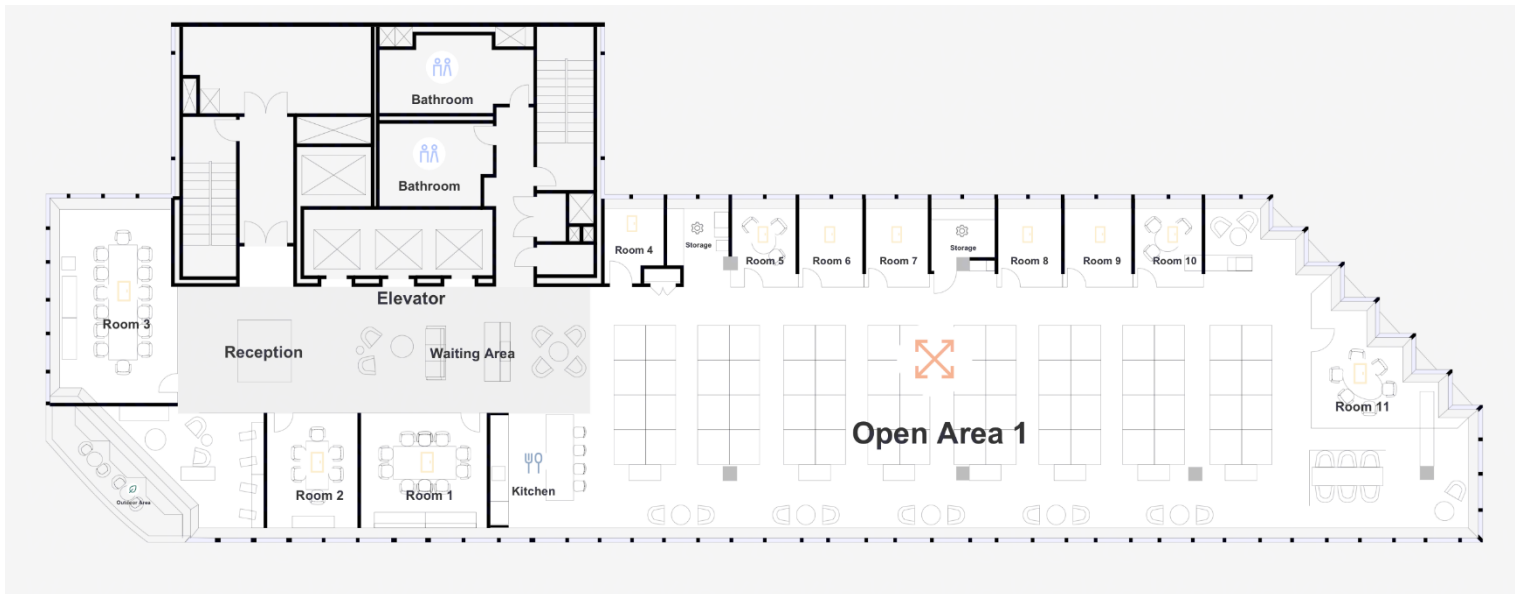 Bathroom
Bathroom
Room 4
Storage
Room 5
Room 6
Room 7
Storage
Room 8
Room 9
Room 10
Elevator
Room 3
Reception
Waiting Area
Room 11
Open Area 1
Room 2
Room 1
Kitchen
Outdoor Area